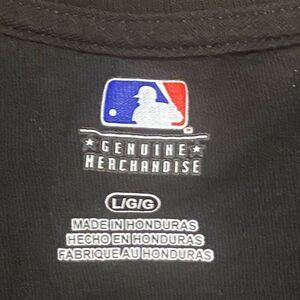 GENUINE
MERCHANDISE
L/G/G
MADE IN HONDURAS
HECHO EN HONDURAS
FABRIQUE AU HONDURAS